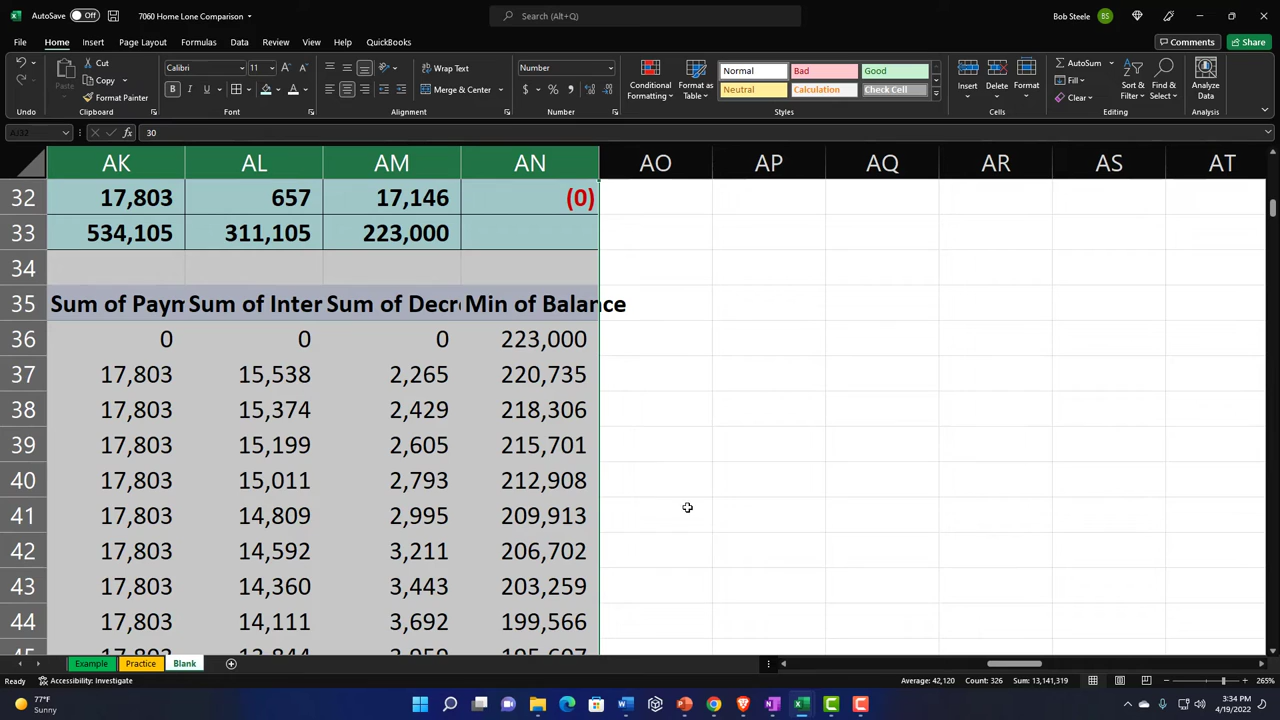 AutoSave Off 7060 Home Lone Comparison Search (Alt+Q) Bob Steele BS
File Home Insert Page Layout Formulas Data Review View Help QuickBooks Comments Share
Paste Cut Copy Format Painter Calibri 11 Wrap Text Merge & Center Number Conditional Formatting Format as Table Normal Bad Good Neutral Calculation Check Cell Insert Delete Format AutoSum Fill Clear Sort & Filter Find & Select Analyze Data
Undo Clipboard Font Alignment Number Styles Cells Editing Analysis
AJ32 fx 30
AK AL AM AN AO AP AQ AR AS AT
32 17,803 657 17,146 (0)
33 534,105 311,105 223,000
34
35 Sum of Paym Sum of Inter Sum of Decre Min of Balance
36 0 0 0 223,000
37 17,803 15,538 2,265 220,735
38 17,803 15,374 2,429 218,306
39 17,803 15,199 2,605 215,701
40 17,803 15,011 2,793 212,908
41 17,803 14,809 2,995 209,913
42 17,803 14,592 3,211 206,702
43 17,803 14,360 3,443 203,259
44 17,803 14,111 3,692 199,566
Example Practice Blank
Ready Accessibility: Investigate Average: 42,120 Count: 326 Sum: 13,141,319 265%
77°F
Sunny
3:34 PM
4/19/2022